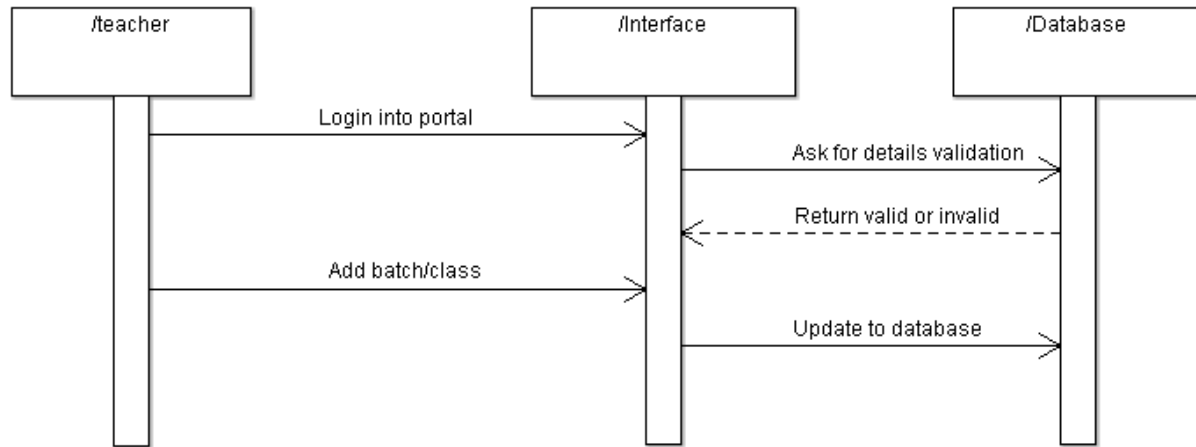 /teacher
/Interface
/Database
Login into portal
Ask for details validation
Return valid or invalid
Add batch/class
Update to database